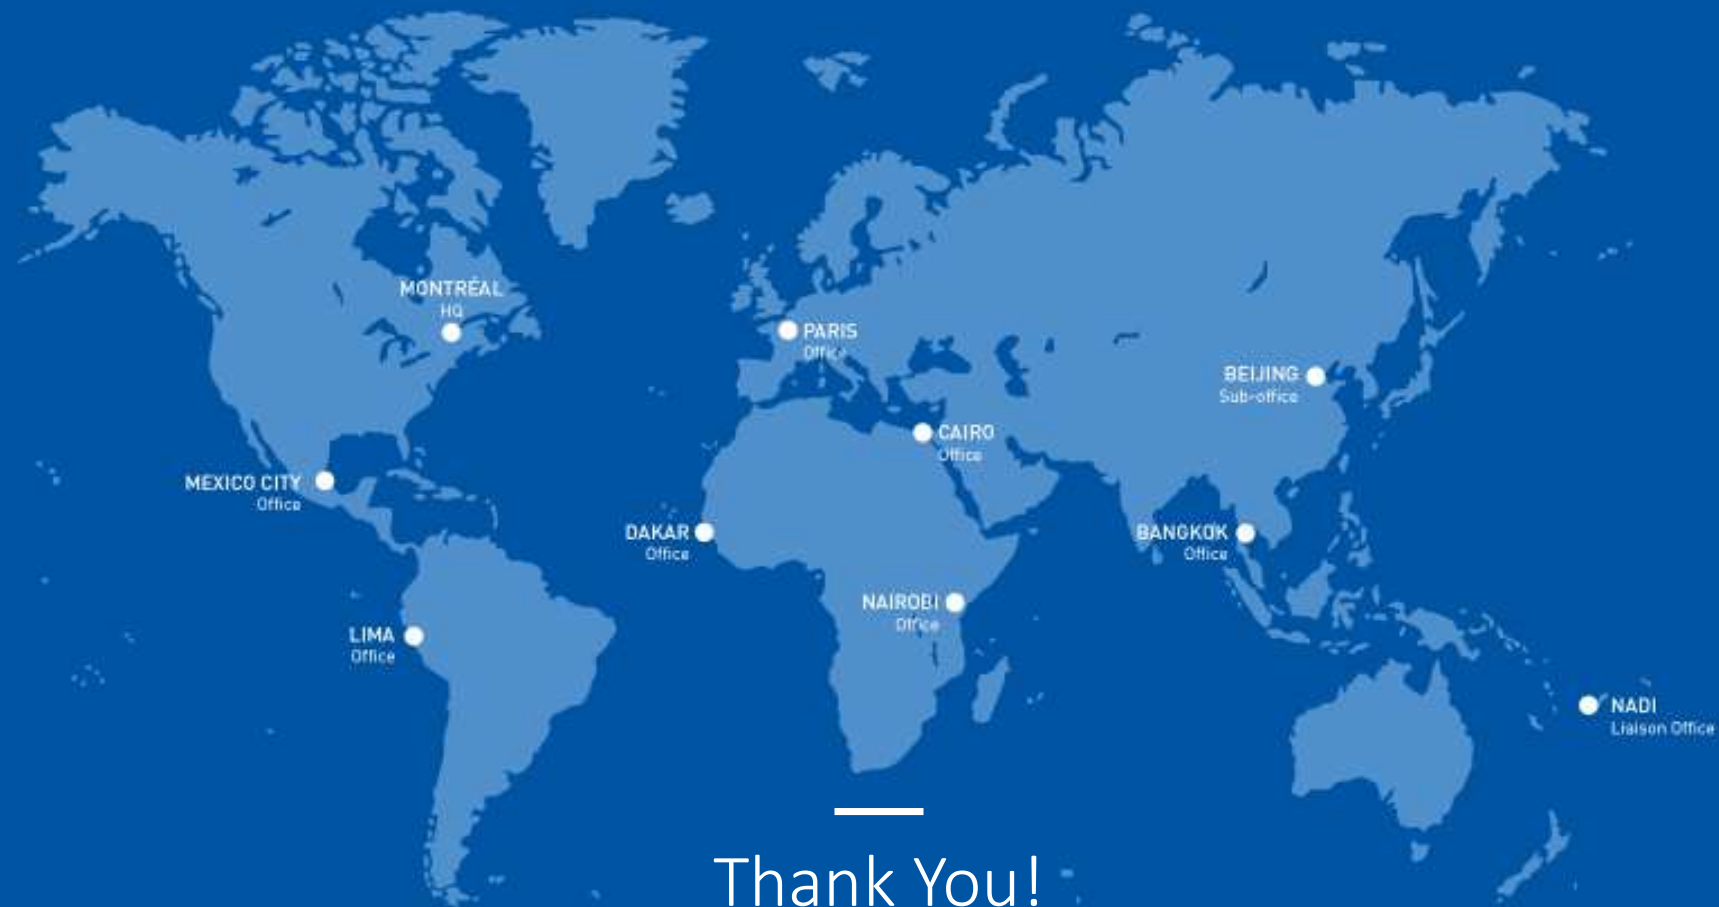 MONTRÉAL
HQ
PARIS
Office
BEIJING
Sub-office
CAIRO
Office
MEXICO CITY
Office
DAKAR
Office
BANGKOK
Office
NAIROBI
Office
LIMA
Office
NADI
Liaison Office
Thank You!